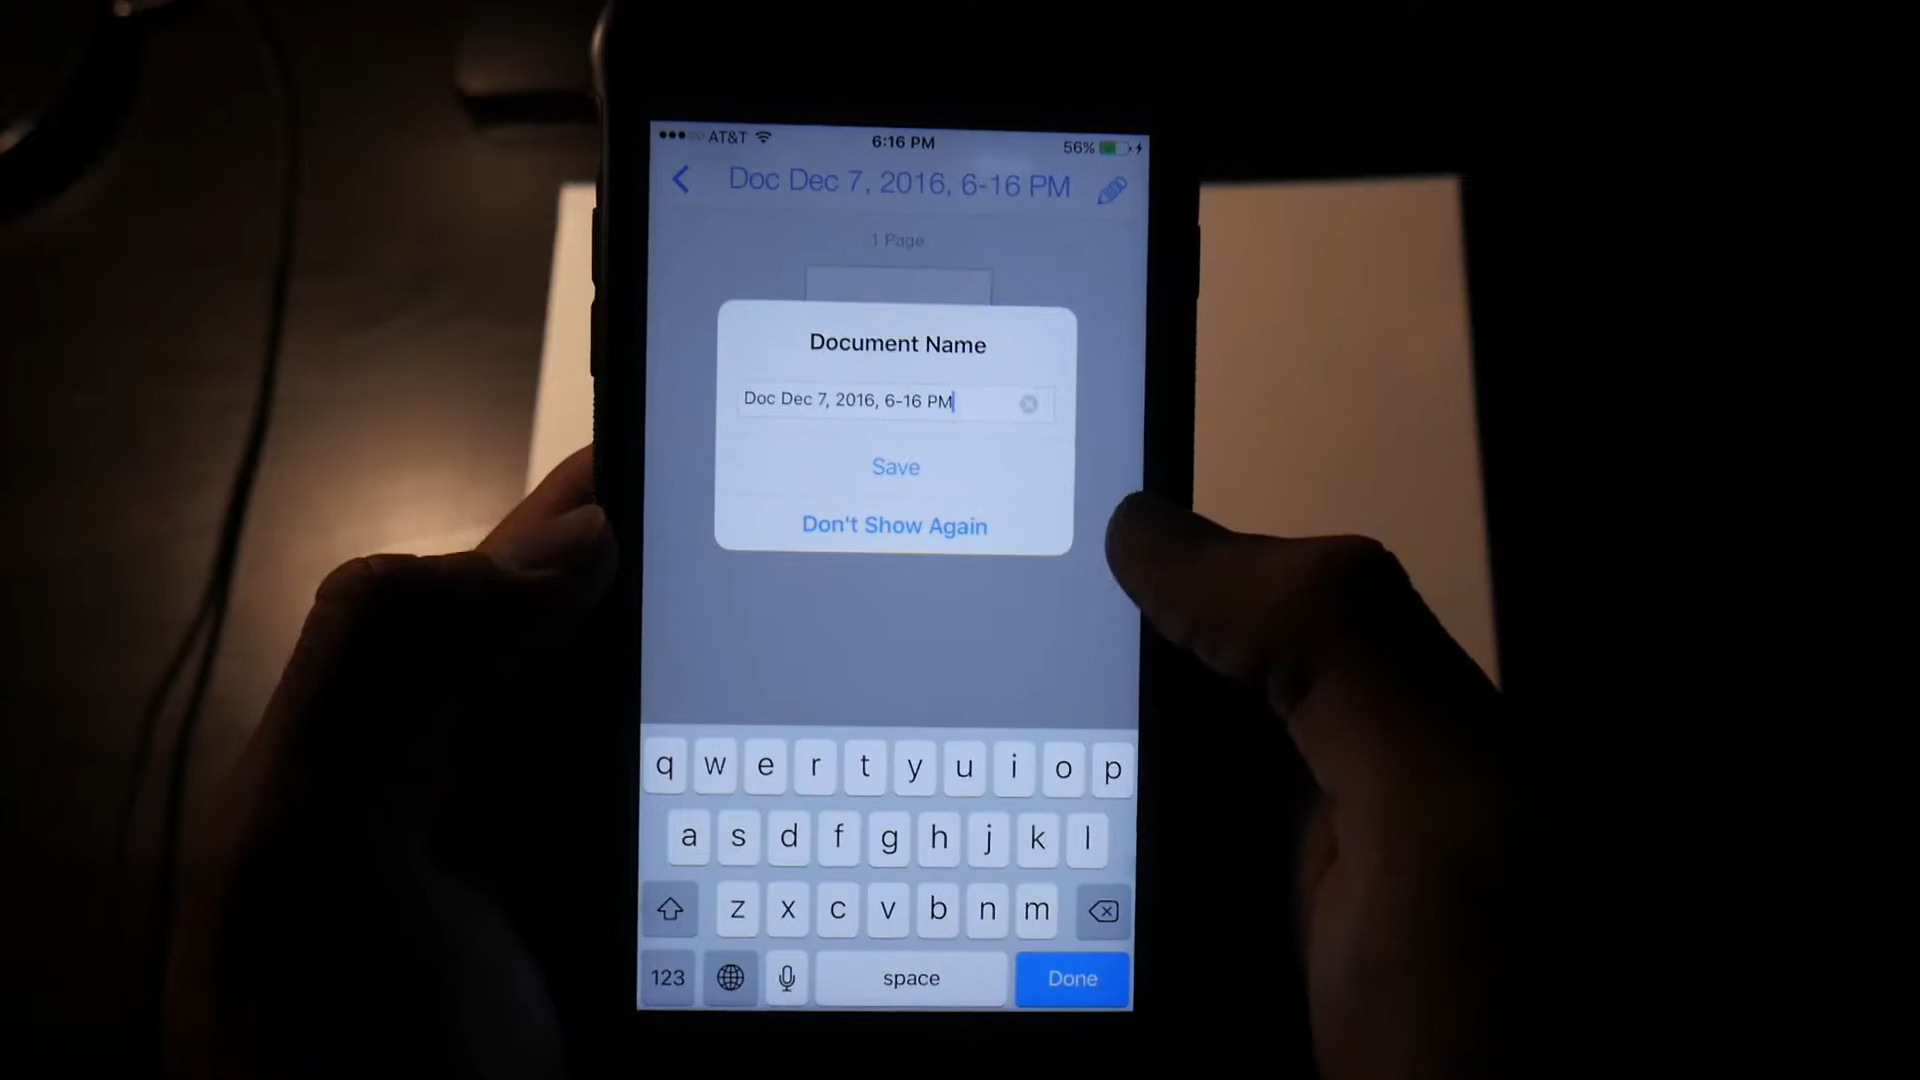 AT&T 6:16 PM 56%
Doc Dec 7, 2016, 6-16 PM
1 Page
Document Name
Doc Dec 7, 2016, 6-16 PM
Save
Don't Show Again
q w e r t y u i o p
a s d f g h j k l
z x c v b n m
123 space Done